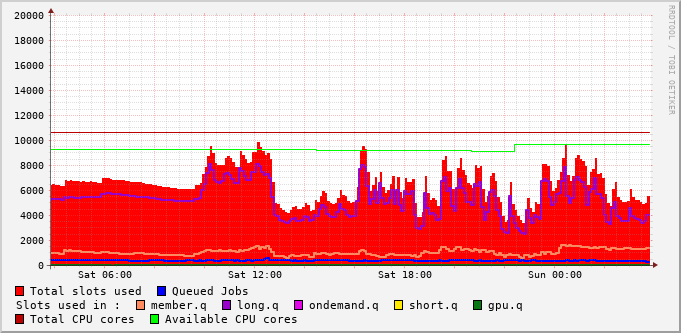 20000
18000
16000
14000
12000
10000
8000
6000
4000
2000
0
Sat 06:00 Sat 12:00 Sat 18:00 Sun 00:00
Total slots used Queued Jobs
Slots used in : member.q long.q ondemand.q short.q gpu.q
Total CPU cores Available CPU cores
RRDTOOL / TOBI OETIKER